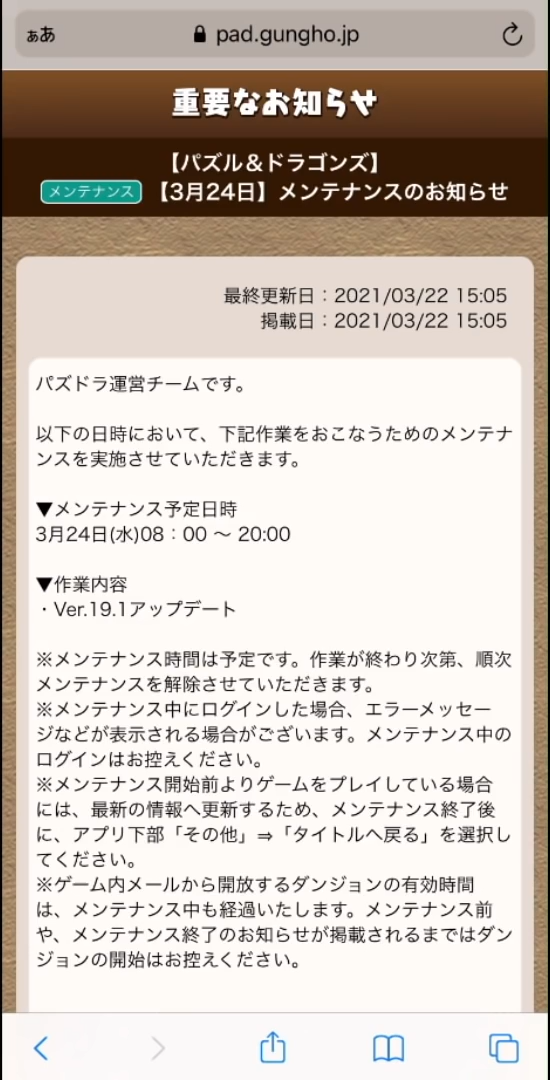 ぁあ
pad.gungho.jp
重要なお知らせ
【パズル＆ドラゴンズ】
メンテナンス 【3月24日】メンテナンスのお知らせ
最終更新日：2021/03/22 15:05
掲載日：2021/03/22 15:05
パズドラ運営チームです。
以下の日時において、下記作業をおこなうためのメンテナ
ンスを実施させていただきます。
▼メンテナンス予定日時
3月24日(水)08：00 ～ 20:00
▼作業内容
・Ver.19.1アップデート
※メンテナンス時間は予定です。作業が終わり次第、順次
メンテナンスを解除させていただきます。
※メンテナンス中にログインした場合、エラーメッセー
ジなどが表示される場合がございます。メンテナンス中の
ログインはお控えください。
※メンテナンス開始前よりゲームをプレイしている場合
には、最新の情報へ更新するため、メンテナンス終了後
に、アプリ下部「その他」⇒「タイトルへ戻る」を選択し
てください。
※ゲーム内メールから開放するダンジョンの有効時間
は、メンテナンス中も経過いたします。メンテナンス前
や、メンテナンス終了のお知らせが掲載されるまではダン
ジョンの開始はお控えください。